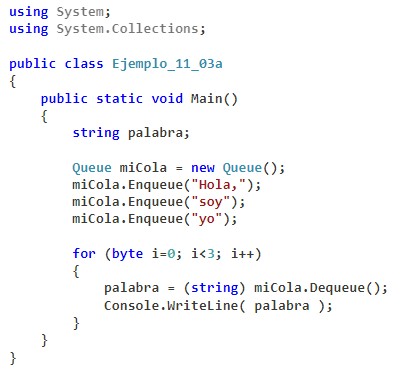 using System;
using System.Collections;
public class Ejemplo_11_03a
{
    public static void Main()
    {
        string palabra;
        Queue miCola = new Queue();
        miCola.Enqueue("Hola,");
        miCola.Enqueue("soy");
        miCola.Enqueue("yo");
        for (byte i=0; i<3; i++)
        {
            palabra = (string) miCola.Dequeue();
            Console.WriteLine( palabra );
        }
    }
}